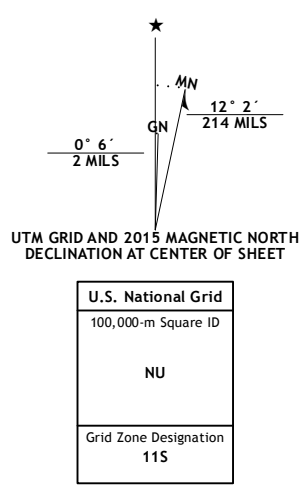 ★
MN
GN
12° 2´
214 MILS
0° 6´
2 MILS
UTM GRID AND 2015 MAGNETIC NORTH
DECLINATION AT CENTER OF SHEET
U.S. National Grid
100,000-m Square ID
NU
Grid Zone Designation
11S